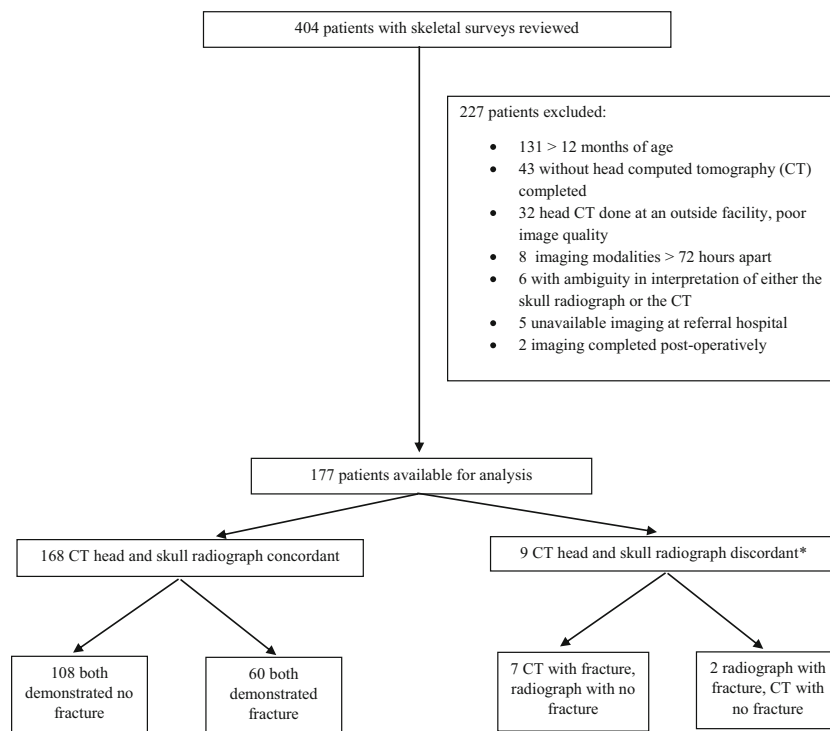 404 patients with skeletal surveys reviewed
227 patients excluded:
• 131 > 12 months of age
• 43 without head computed tomography (CT)
completed
• 32 head CT done at an outside facility, poor
image quality
• 8 imaging modalities > 72 hours apart
• 6 with ambiguity in interpretation of either the
skull radiograph or the CT
• 5 unavailable imaging at referral hospital
• 2 imaging completed post-operatively
177 patients available for analysis
168 CT head and skull radiograph concordant
9 CT head and skull radiograph discordant*
108 both
demonstrated no
fracture
60 both
demonstrated
fracture
7 CT with fracture,
radiograph with no
fracture
2 radiograph with
fracture, CT with
no fracture